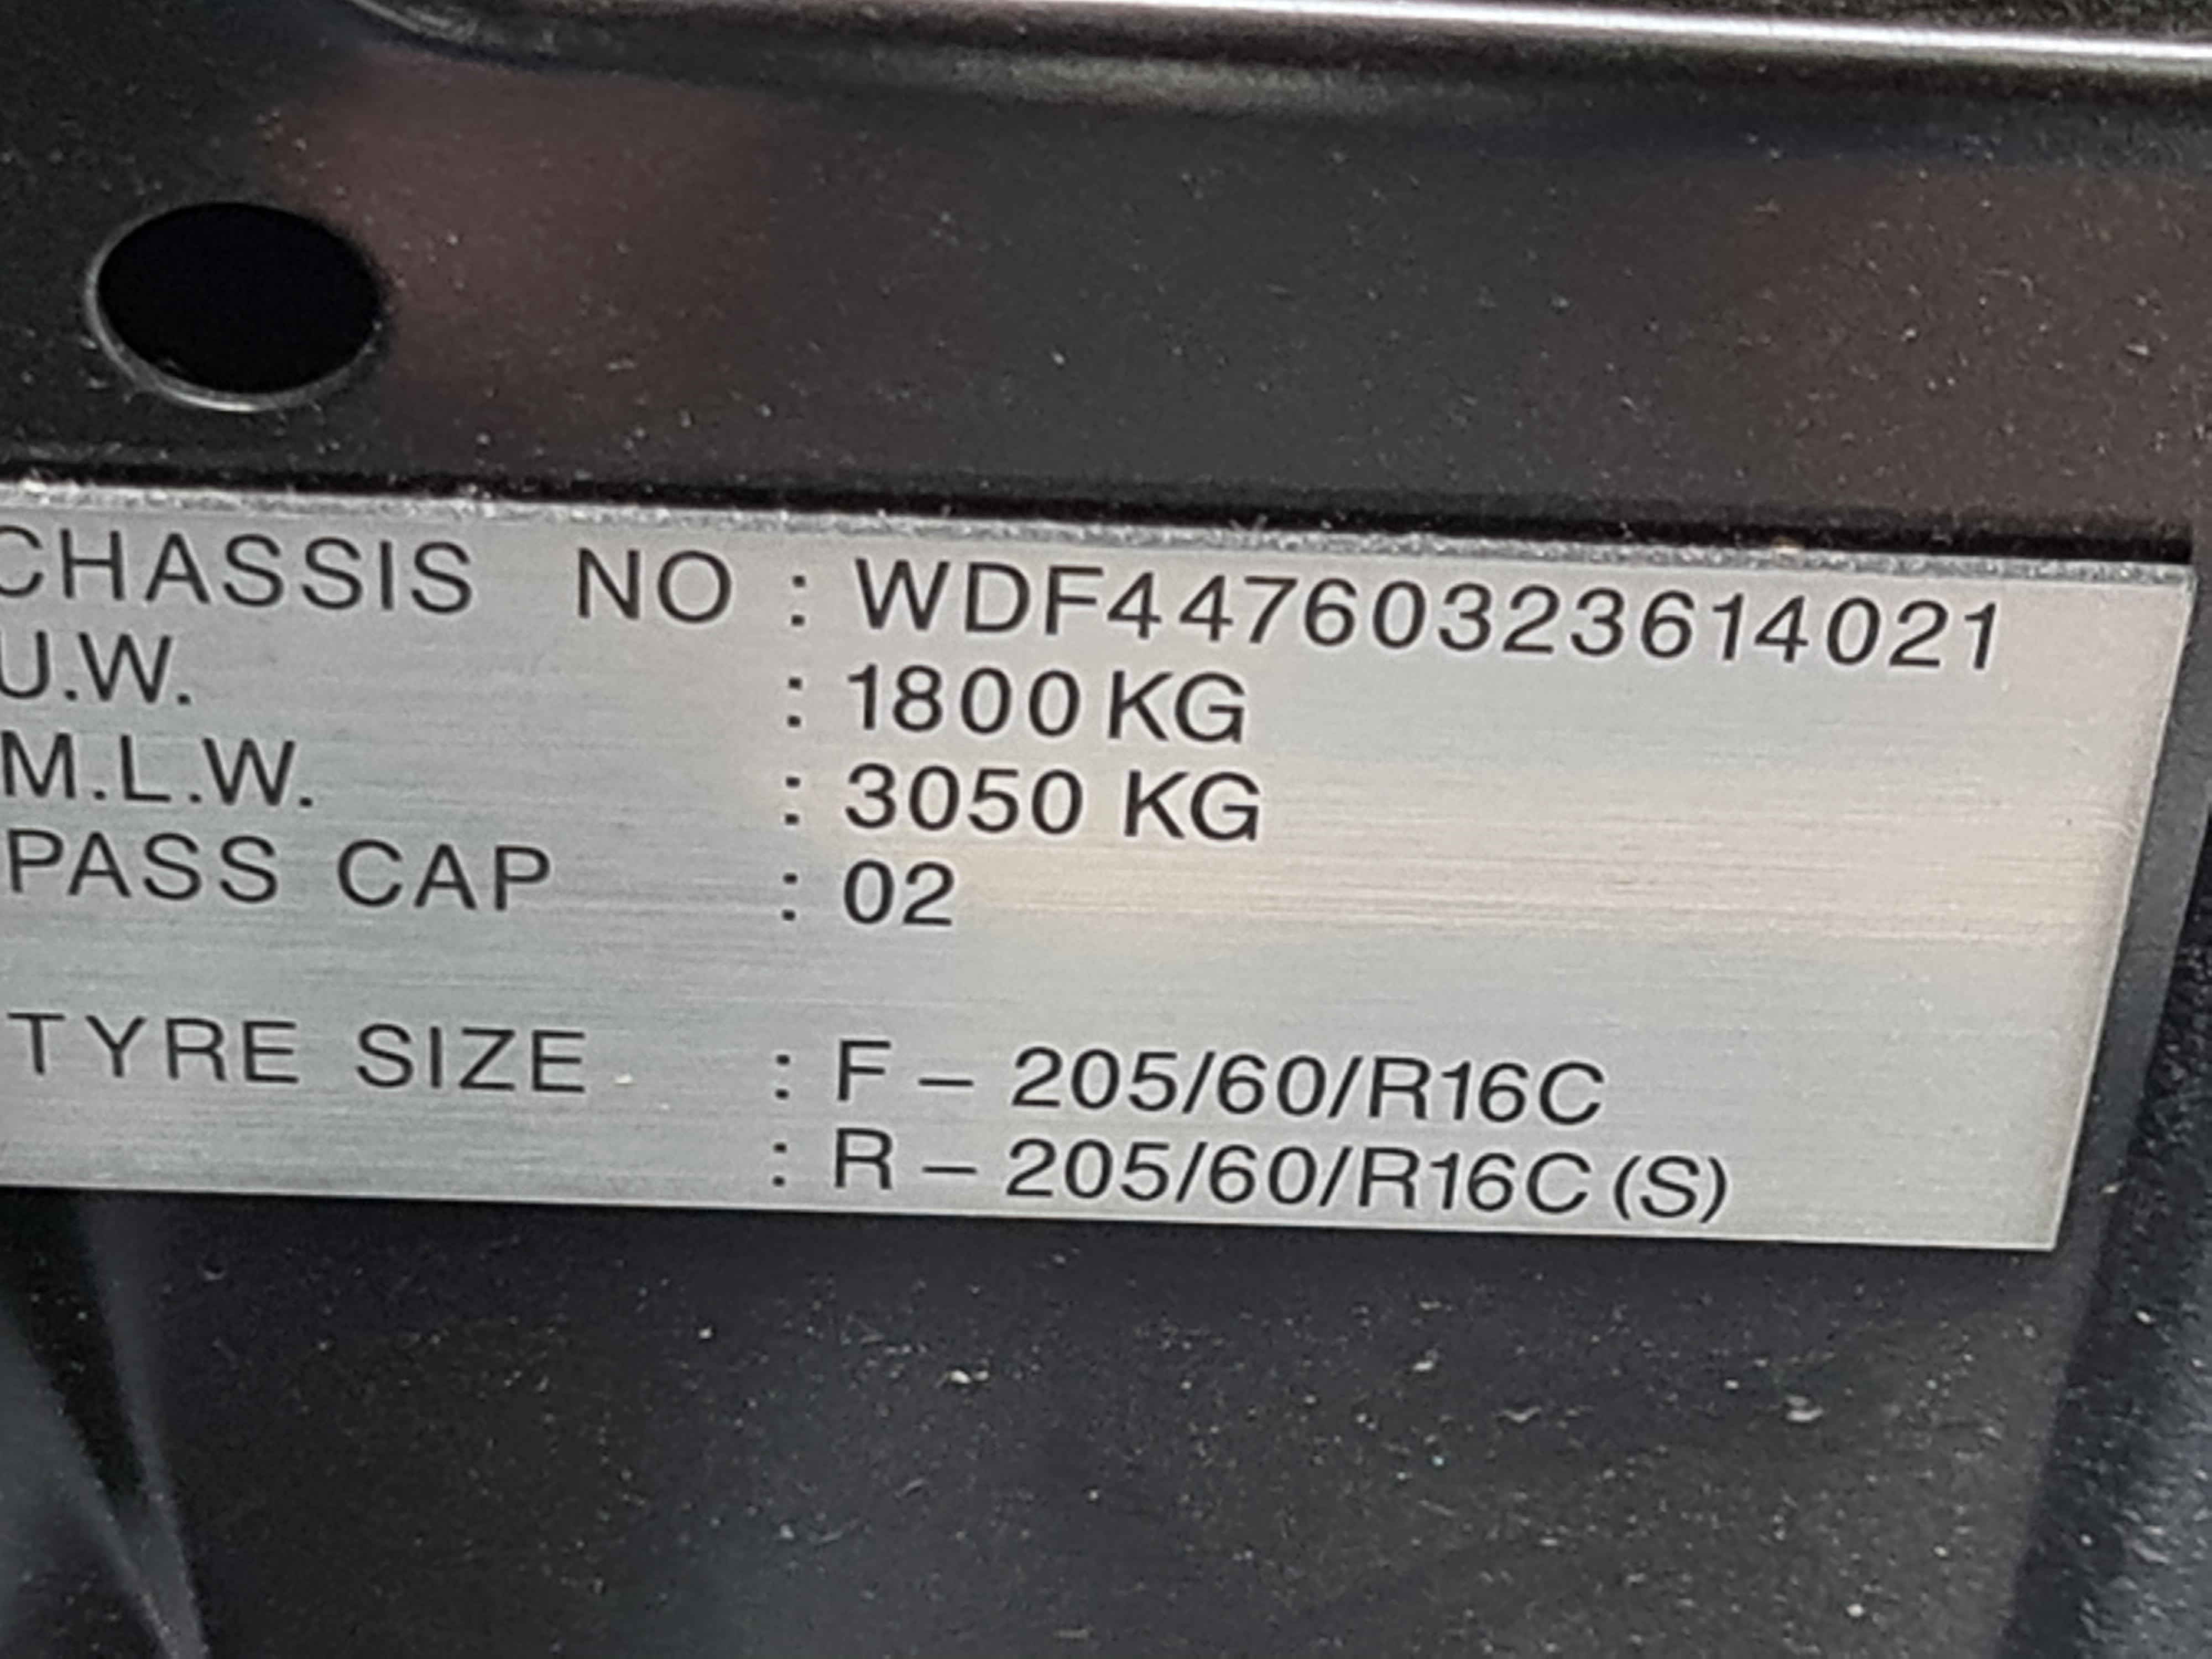 CHASSIS NO : WDF44760323614021
U.W. : 1800 KG
M.L.W. : 3050 KG
PASS CAP : 02
TYRE SIZE : F – 205/60/R16C
: R – 205/60/R16C (S)